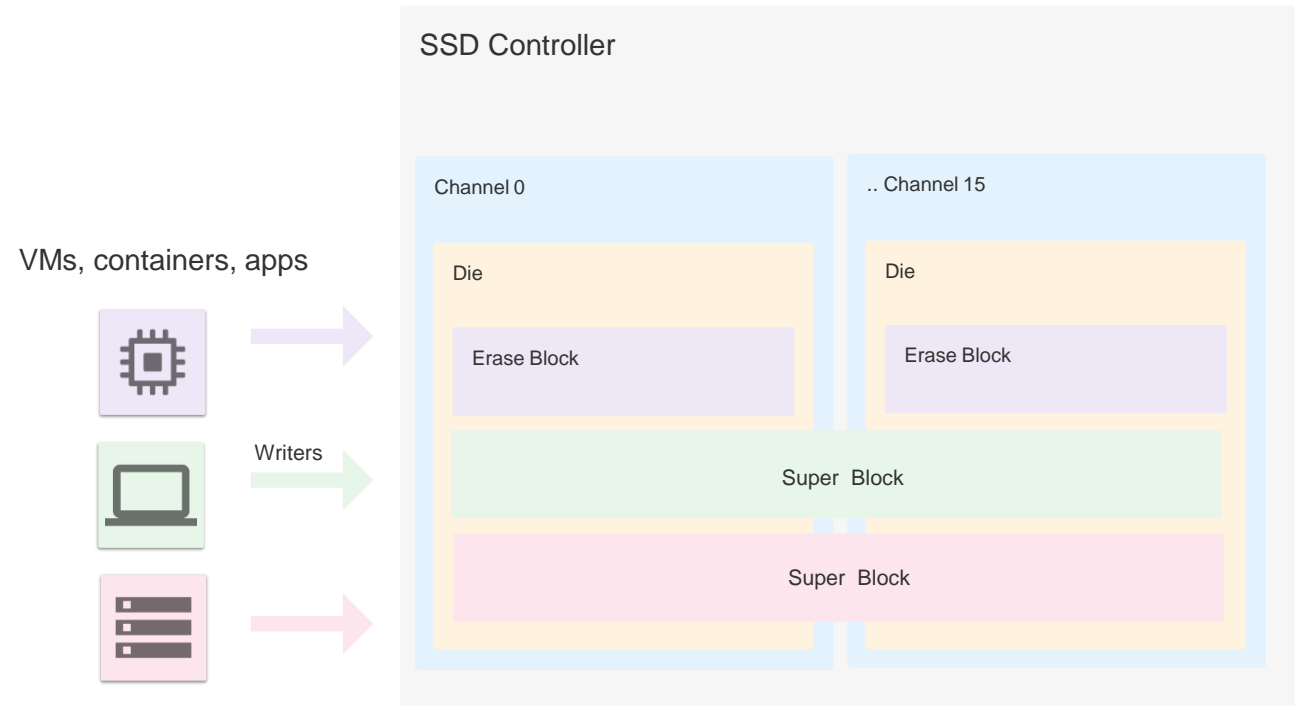 SSD Controller
Channel 0
.. Channel 15
VMs, containers, apps
Die
Die
Erase Block
Erase Block
Writers
Super Block
Super Block